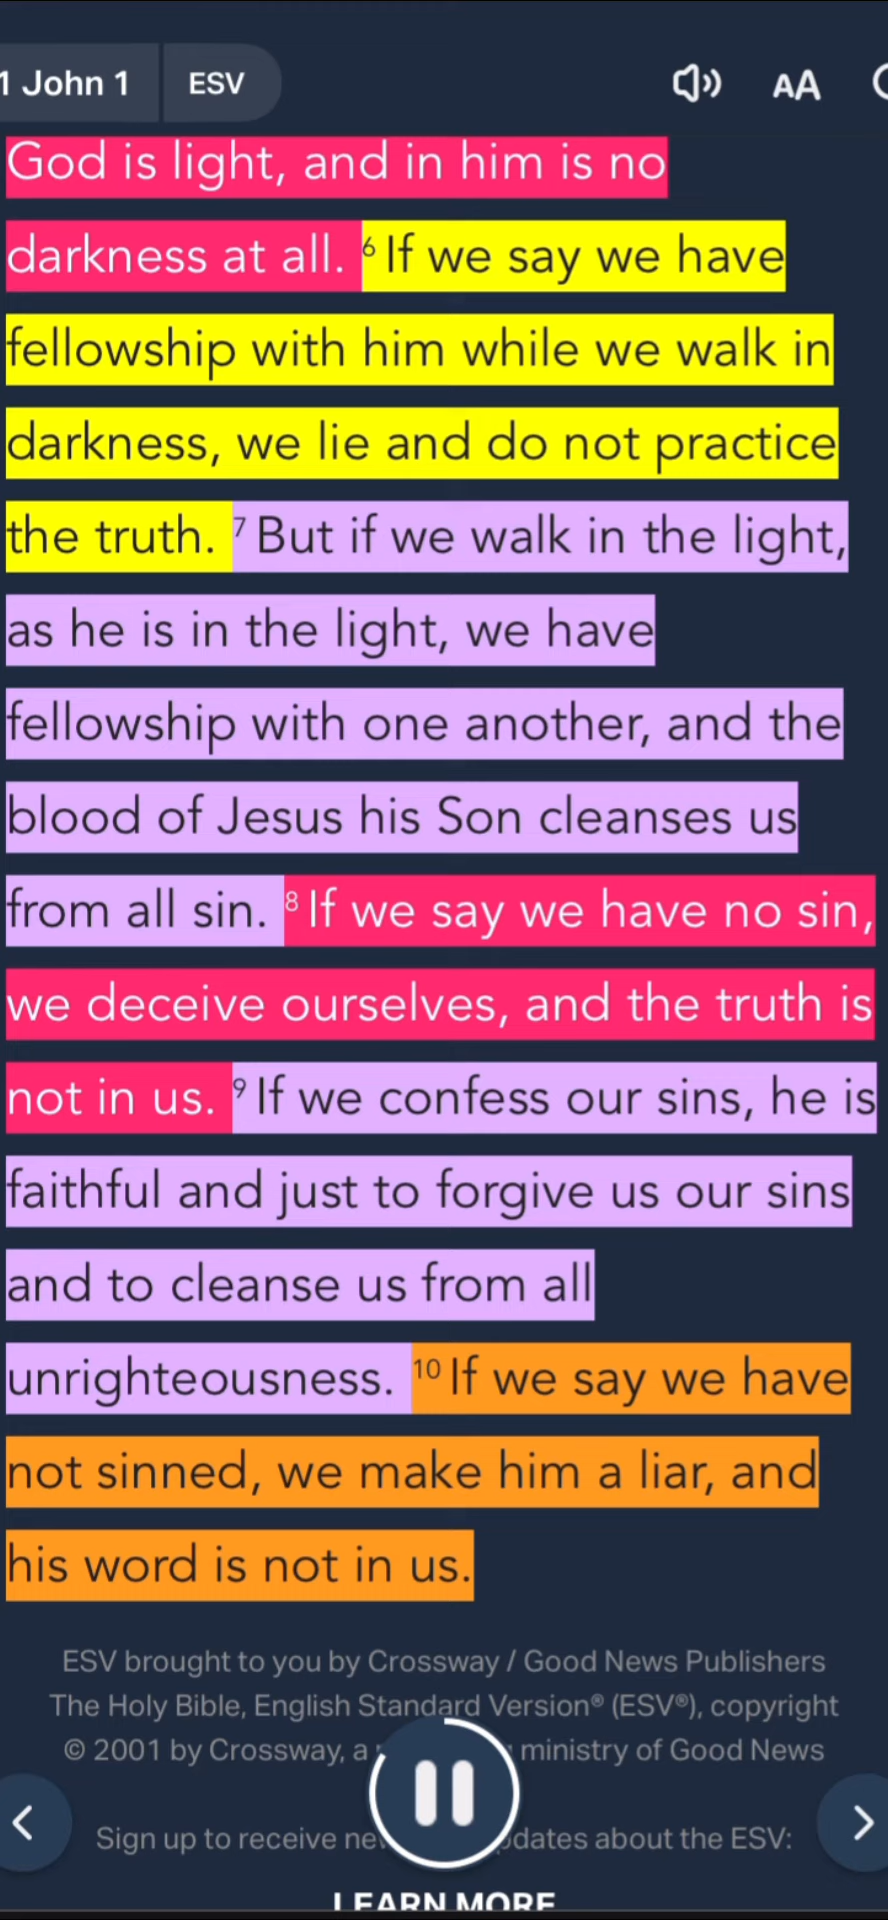 1 John 1 ESV AA
God is light, and in him is no
darkness at all. 6 If we say we have
fellowship with him while we walk in
darkness, we lie and do not practice
the truth. 7 But if we walk in the light,
as he is in the light, we have
fellowship with one another, and the
blood of Jesus his Son cleanses us
from all sin. 8 If we say we have no sin,
we deceive ourselves, and the truth is
not in us. 9 If we confess our sins, he is
faithful and just to forgive us our sins
and to cleanse us from all
unrighteousness. 10 If we say we have
not sinned, we make him a liar, and
his word is not in us.
ESV brought to you by Crossway / Good News Publishers
The Holy Bible, English Standard Version® (ESV®), copyright
© 2001 by Crossway, a ministry of Good News
Sign up to receive about the ESV:
LEARN MORE